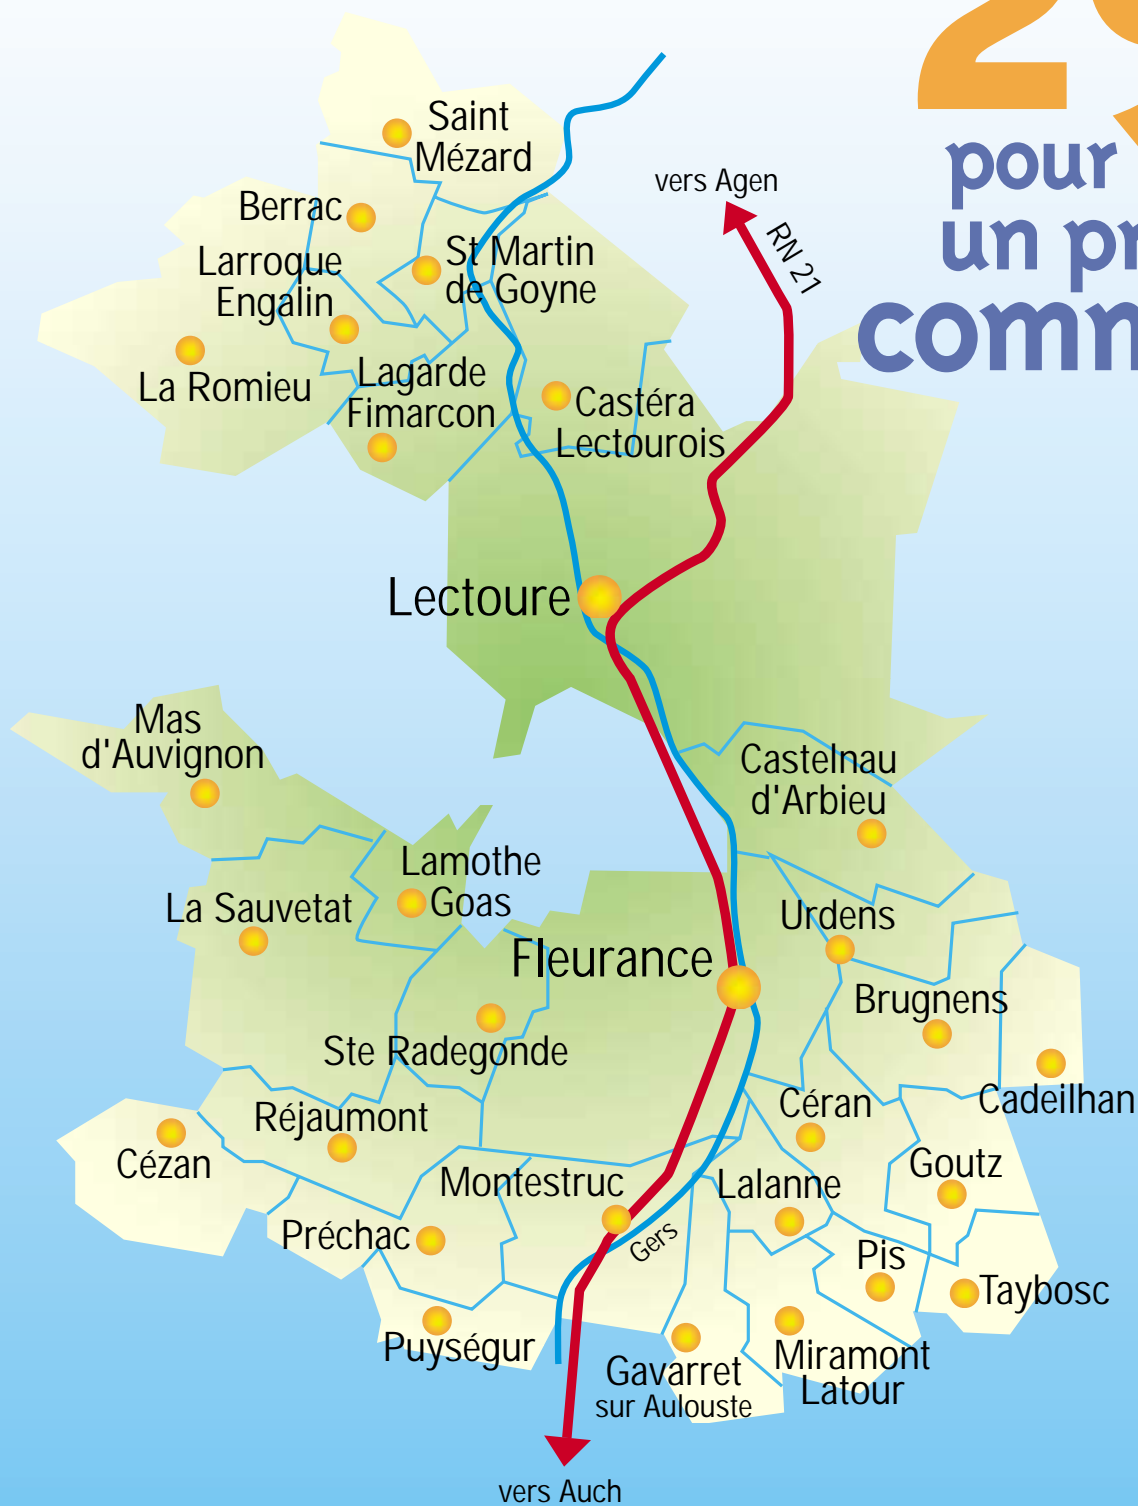 pour
un
comm
Saint
Mézard
vers Agen
RN 21
Berrac
St Martin
de Goyne
Larroque
Engalin
La Romieu
Lagarde
Fimarcon
Castéra
Lectourois
Lectoure
Mas
d'Auvignon
Castelnau
d'Arbieu
Lamothe
Goas
La Sauvetat
Urdens
Fleurance
Brugnens
Ste Radegonde
Cadeilhan
Céran
Réjaumont
Cézan
Goutz
Montestruc
Lalanne
Préchac
Gers
Pis
Taybosc
Puységur
Gavarret
sur Aulouste
Miramont
Latour
vers Auch